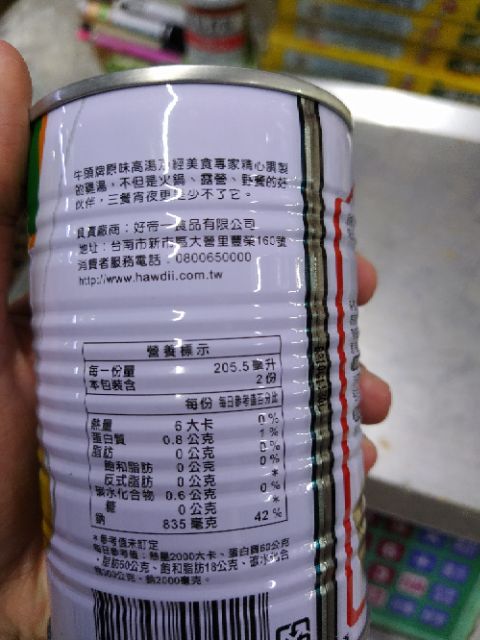 牛頭牌原味高湯乃經美食專家精心調製
的雞湯，不但是火鍋、露營、野餐的好
伙伴，三餐宵夜更是少不了它。
負責廠商：好帝一食品有限公司
地址：台南市新市區大營里豐榮160號
消費者服務電話：0800650000
http://www.hawdii.com.tw
營養標示
每一份量 205.5毫升
本包裝含 2份
每份 每日參考值百分比
熱量 6大卡 0%
蛋白質 0.8公克 1%
脂肪 0公克 0%
飽和脂肪 0公克 0%
反式脂肪 0公克 *
碳水化合物 0.6公克 0%
糖 0公克 *
鈉 835毫克 42%
*參考值未訂定
每日參考值：熱量2000大卡、蛋白質60公克
、脂肪60公克、飽和脂肪18公克、碳水化合
物300公克、鈉2000毫克。